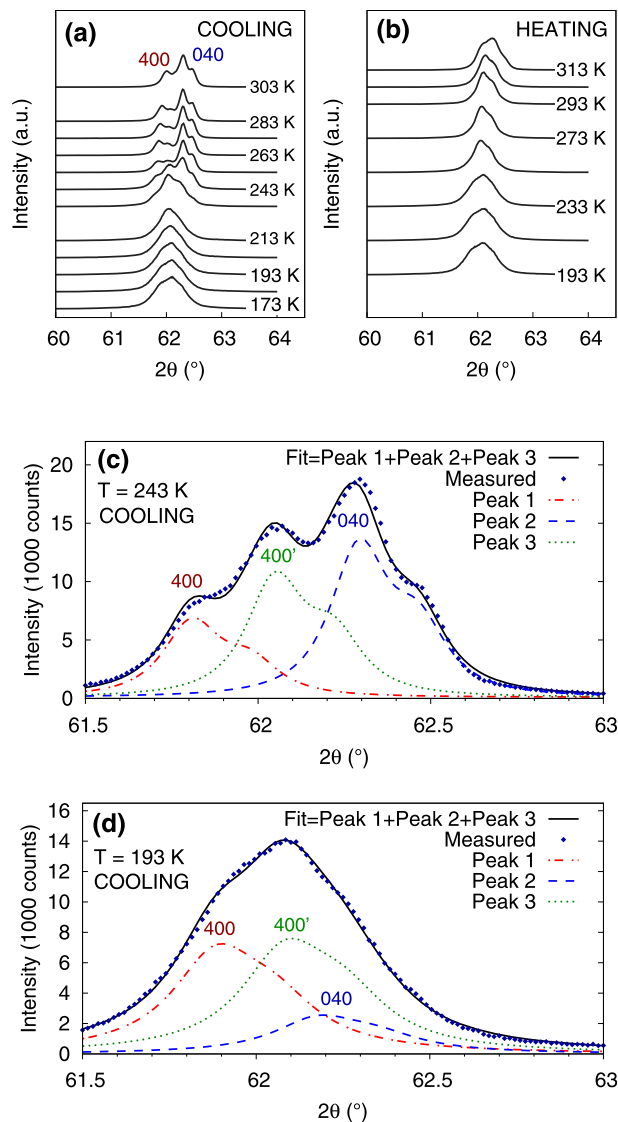 (a) COOLING
400 040
303 K
283 K
263 K
243 K
213 K
193 K
173 K
Intensity (a.u.)
60 61 62 63 64
2θ (°)
(b) HEATING
313 K
293 K
273 K
233 K
193 K
Intensity (a.u.)
60 61 62 63 64
2θ (°)
(c)
T = 243 K
COOLING
Fit=Peak 1+Peak 2+Peak 3
Measured
Peak 1
Peak 2
Peak 3
400
400'
040
Intensity (1000 counts)
20
15
10
5
0
61.5 62 62.5 63
2θ (°)
(d)
T = 193 K
COOLING
Fit=Peak 1+Peak 2+Peak 3
Measured
Peak 1
Peak 2
Peak 3
400
400'
040
Intensity (1000 counts)
16
14
12
10
8
6
4
2
0
61.5 62 62.5 63
2θ (°)